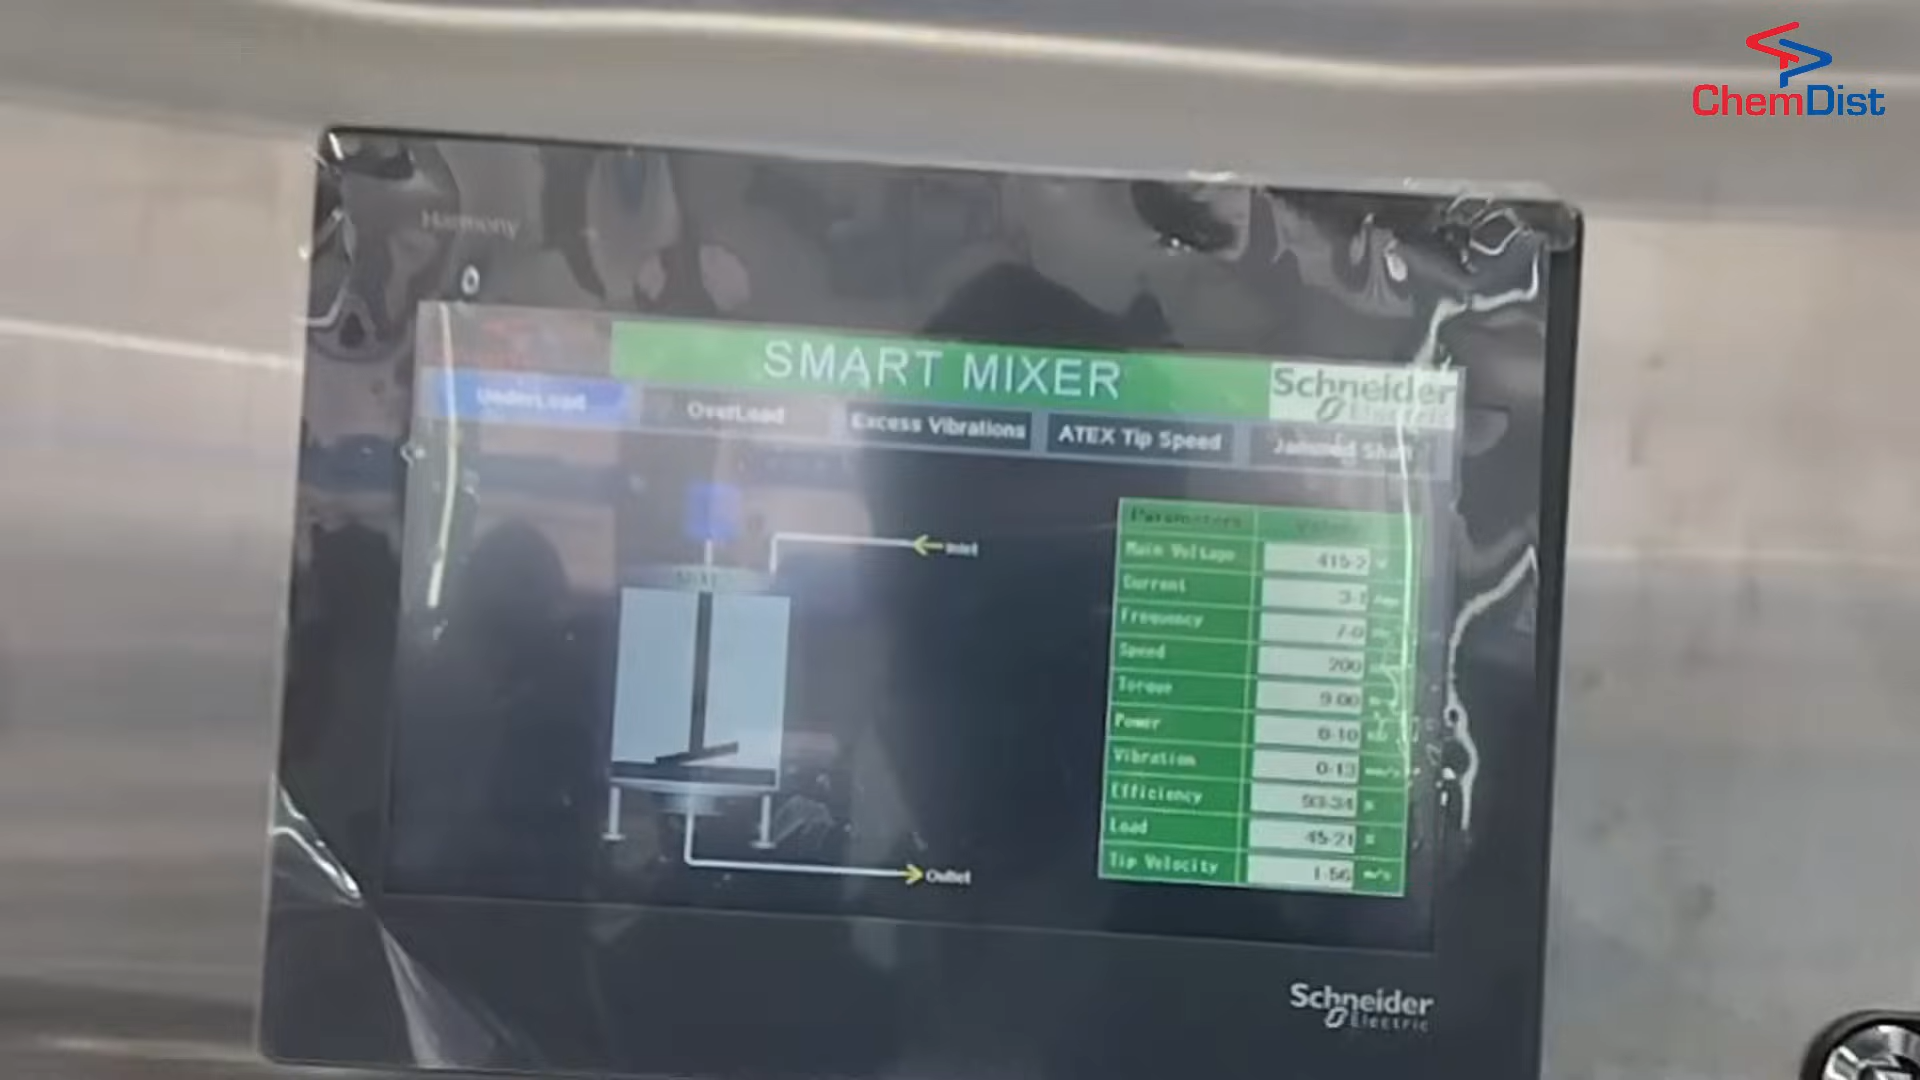 ChemDist
Harmony
SMART MIXER
Schneider
Electric
UnderLoad
OverLoad
Excess Vibrations
ATEX Tip Speed
Jammed Shaft
Inlet
Outlet
Parameters
Main Voltage 415.2
Current
Frequency 7.0
Speed 200
Torque 9.00
Power 0.10
Vibration 0.13 mm/s
Efficiency 93.34 %
Load 45.21 %
Tip Velocity 1.56 m/s
Schneider
Electric